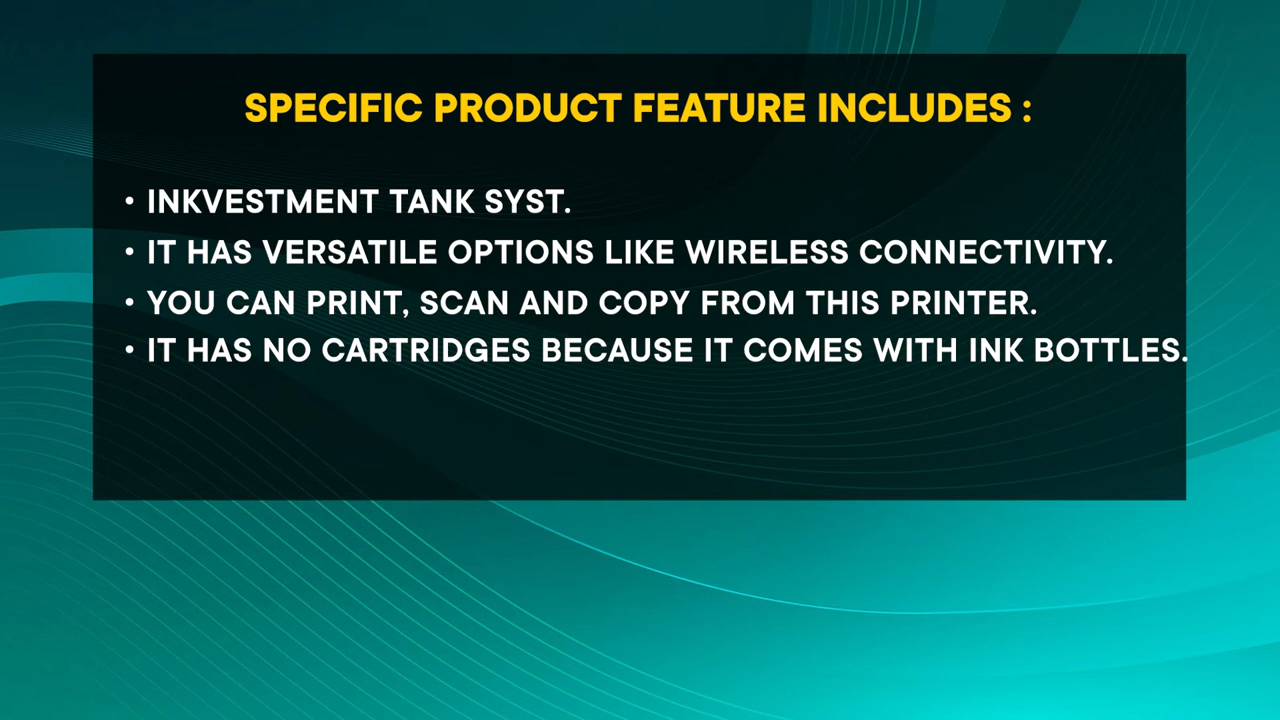 SPECIFIC PRODUCT FEATURE INCLUDES :
• INKVESTMENT TANK SYST.
• IT HAS VERSATILE OPTIONS LIKE WIRELESS CONNECTIVITY.
• YOU CAN PRINT, SCAN AND COPY FROM THIS PRINTER.
• IT HAS NO CARTRIDGES BECAUSE IT COMES WITH INK BOTTLES.